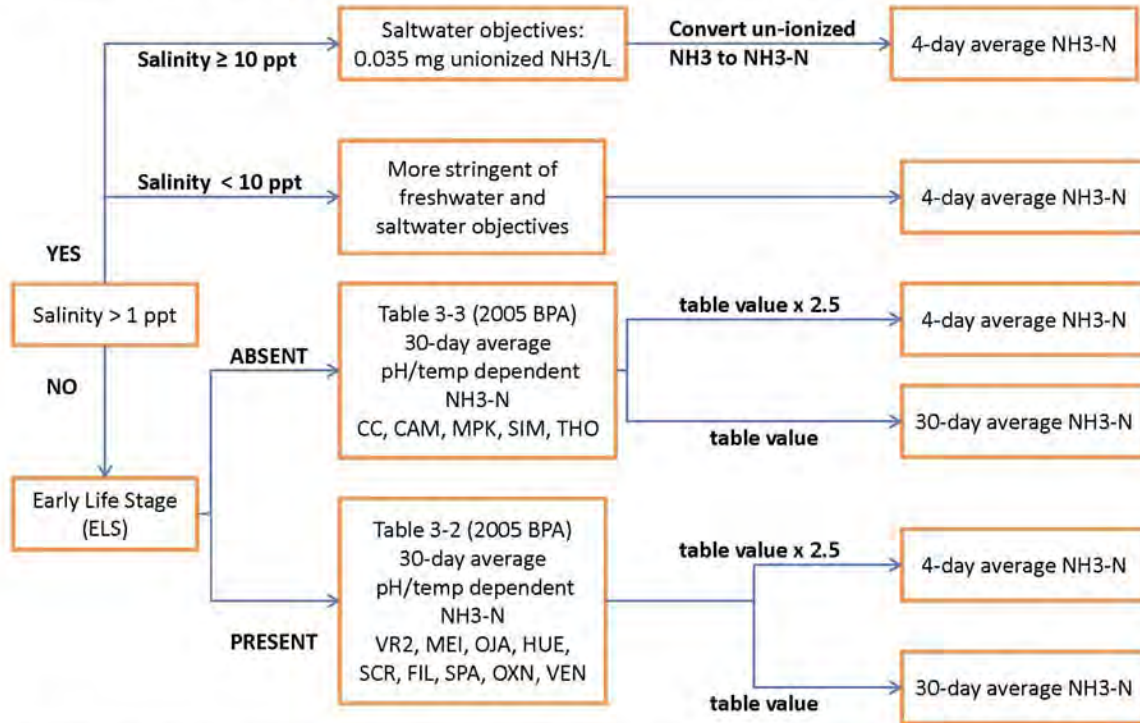 Salinity ≥ 10 ppt
Saltwater objectives:
0.035 mg unionized NH3/L
Convert un-ionized
NH3 to NH3-N
4-day average NH3-N
Salinity < 10 ppt
More stringent of
freshwater and
saltwater objectives
4-day average NH3-N
YES
Salinity > 1 ppt
NO
ABSENT
Table 3-3 (2005 BPA)
30-day average
pH/temp dependent
NH3-N
CC, CAM, MPK, SIM, THO
table value x 2.5
4-day average NH3-N
table value
30-day average NH3-N
Early Life Stage
(ELS)
PRESENT
Table 3-2 (2005 BPA)
30-day average
pH/temp dependent
NH3-N
VR2, MEI, OJA, HUE,
SCR, FIL, SPA, OXN, VEN
table value x 2.5
4-day average NH3-N
table value
30-day average NH3-N